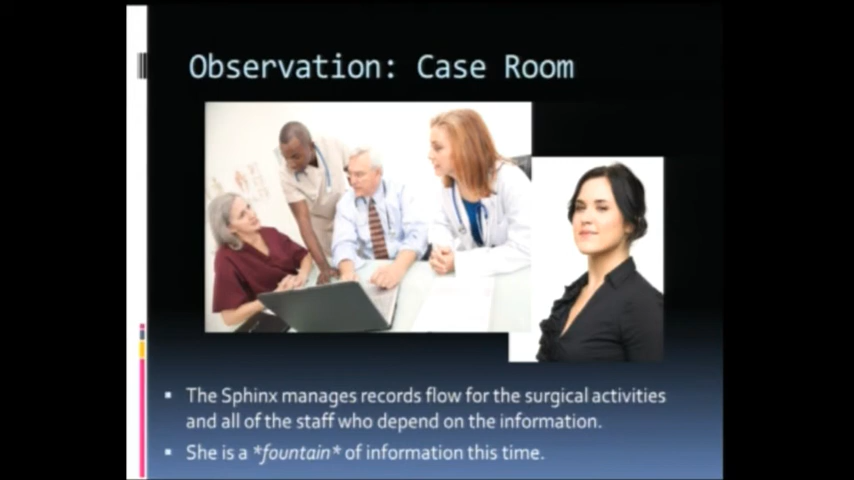 Observation: Case Room
The Sphinx manages records flow for the surgical activities
and all of the staff who depend on the information.
She is a *fountain* of information this time.